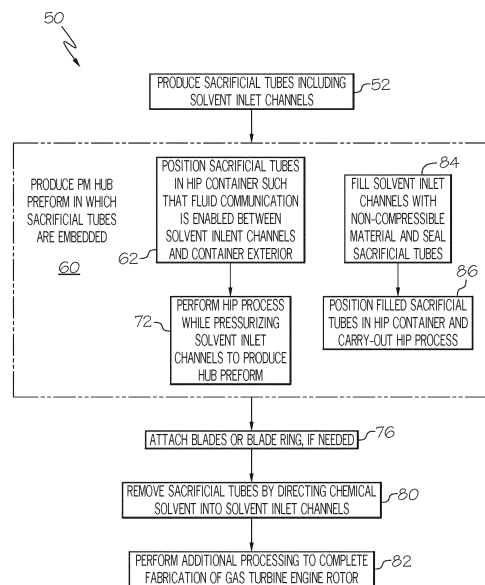 50
PRODUCE SACRIFICIAL TUBES INCLUDING
SOLVENT INLET CHANNELS
52
PRODUCE PM HUB
PREFORM IN WHICH
SACRIFICIAL TUBES
ARE EMBEDDED
60
POSITION SACRIFICIAL TUBES
IN HIP CONTAINER SUCH
THAT FLUID COMMUNICATION
IS ENABLED BETWEEN
SOLVENT INLENT CHANNELS
AND CONTAINER EXTERIOR
62
PERFORM HIP PROCESS
WHILE PRESSURIZING
SOLVENT INLET
CHANNELS TO PRODUCE
HUB PREFORM
72
84
FILL SOLVENT INLET
CHANNELS WITH
NON-COMPRESSIBLE
MATERIAL AND SEAL
SACRIFICIAL TUBES
86
POSITION FILLED SACRIFICIAL
TUBES IN HIP CONTAINER AND
CARRY-OUT HIP PROCESS
ATTACH BLADES OR BLADE RING, IF NEEDED
76
REMOVE SACRIFICIAL TUBES BY DIRECTING CHEMICAL
SOLVENT INTO SOLVENT INLET CHANNELS
80
PERFORM ADDITIONAL PROCESSING TO COMPLETE
FABRICATION OF GAS TURBINE ENGINE ROTOR
82